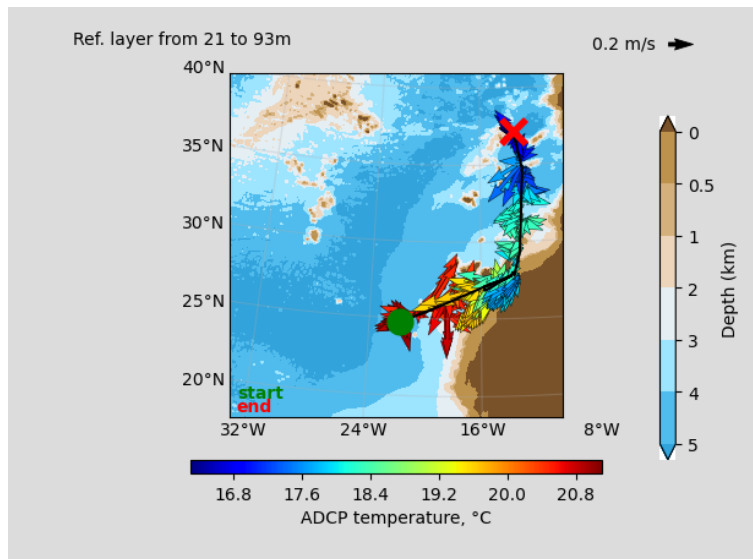 Ref. layer from 21 to 93m
0.2 m/s
40°N
35°N
30°N
25°N
20°N
start
end
32°W 24°W 16°W 8°W
0
0.5
1
2
3
4
5
Depth (km)
16.8 17.6 18.4 19.2 20.0 20.8
ADCP temperature, °C